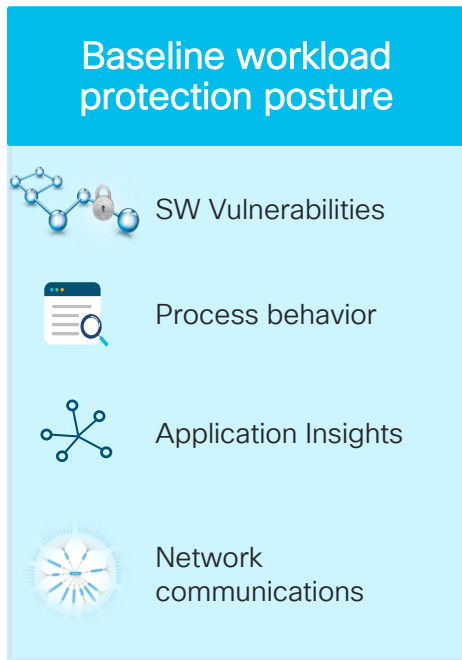 Baseline workload
protection posture
SW Vulnerabilities
Process behavior
Application Insights
Network
communications